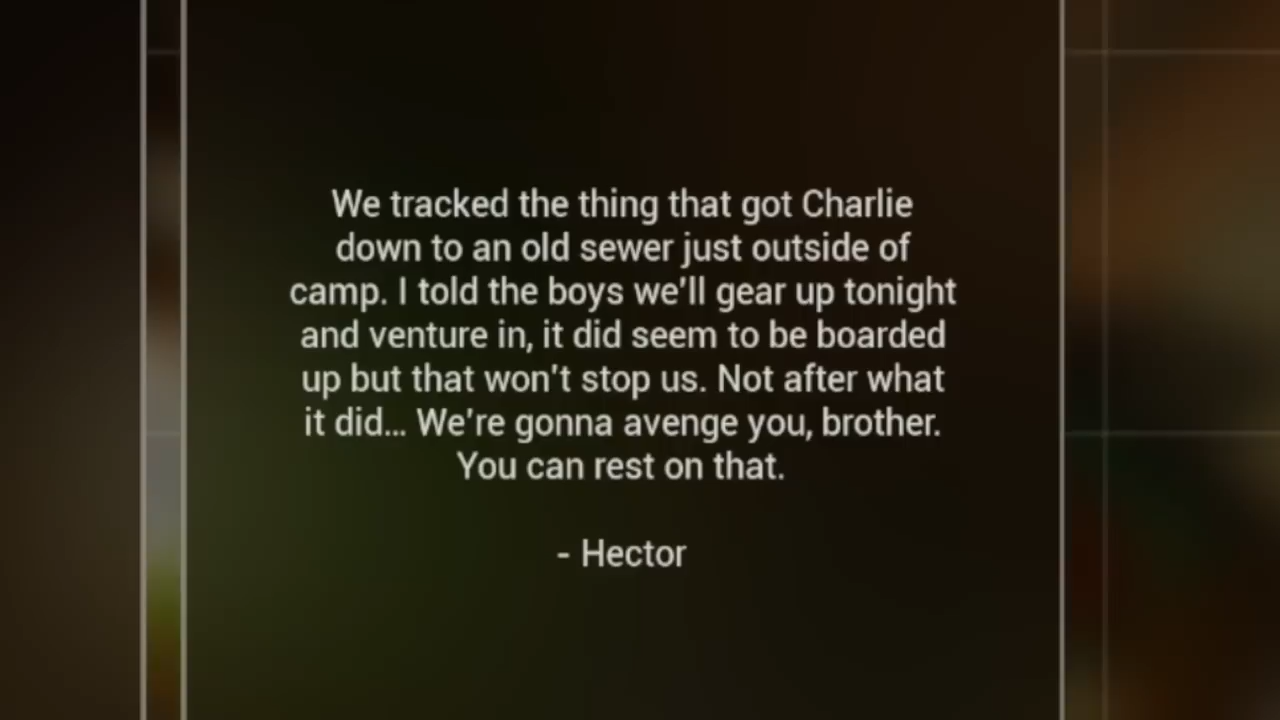 We tracked the thing that got Charlie
down to an old sewer just outside of
camp. I told the boys we'll gear up tonight
and venture in, it did seem to be boarded
up but that won't stop us. Not after what
it did... We're gonna avenge you, brother.
You can rest on that.
- Hector